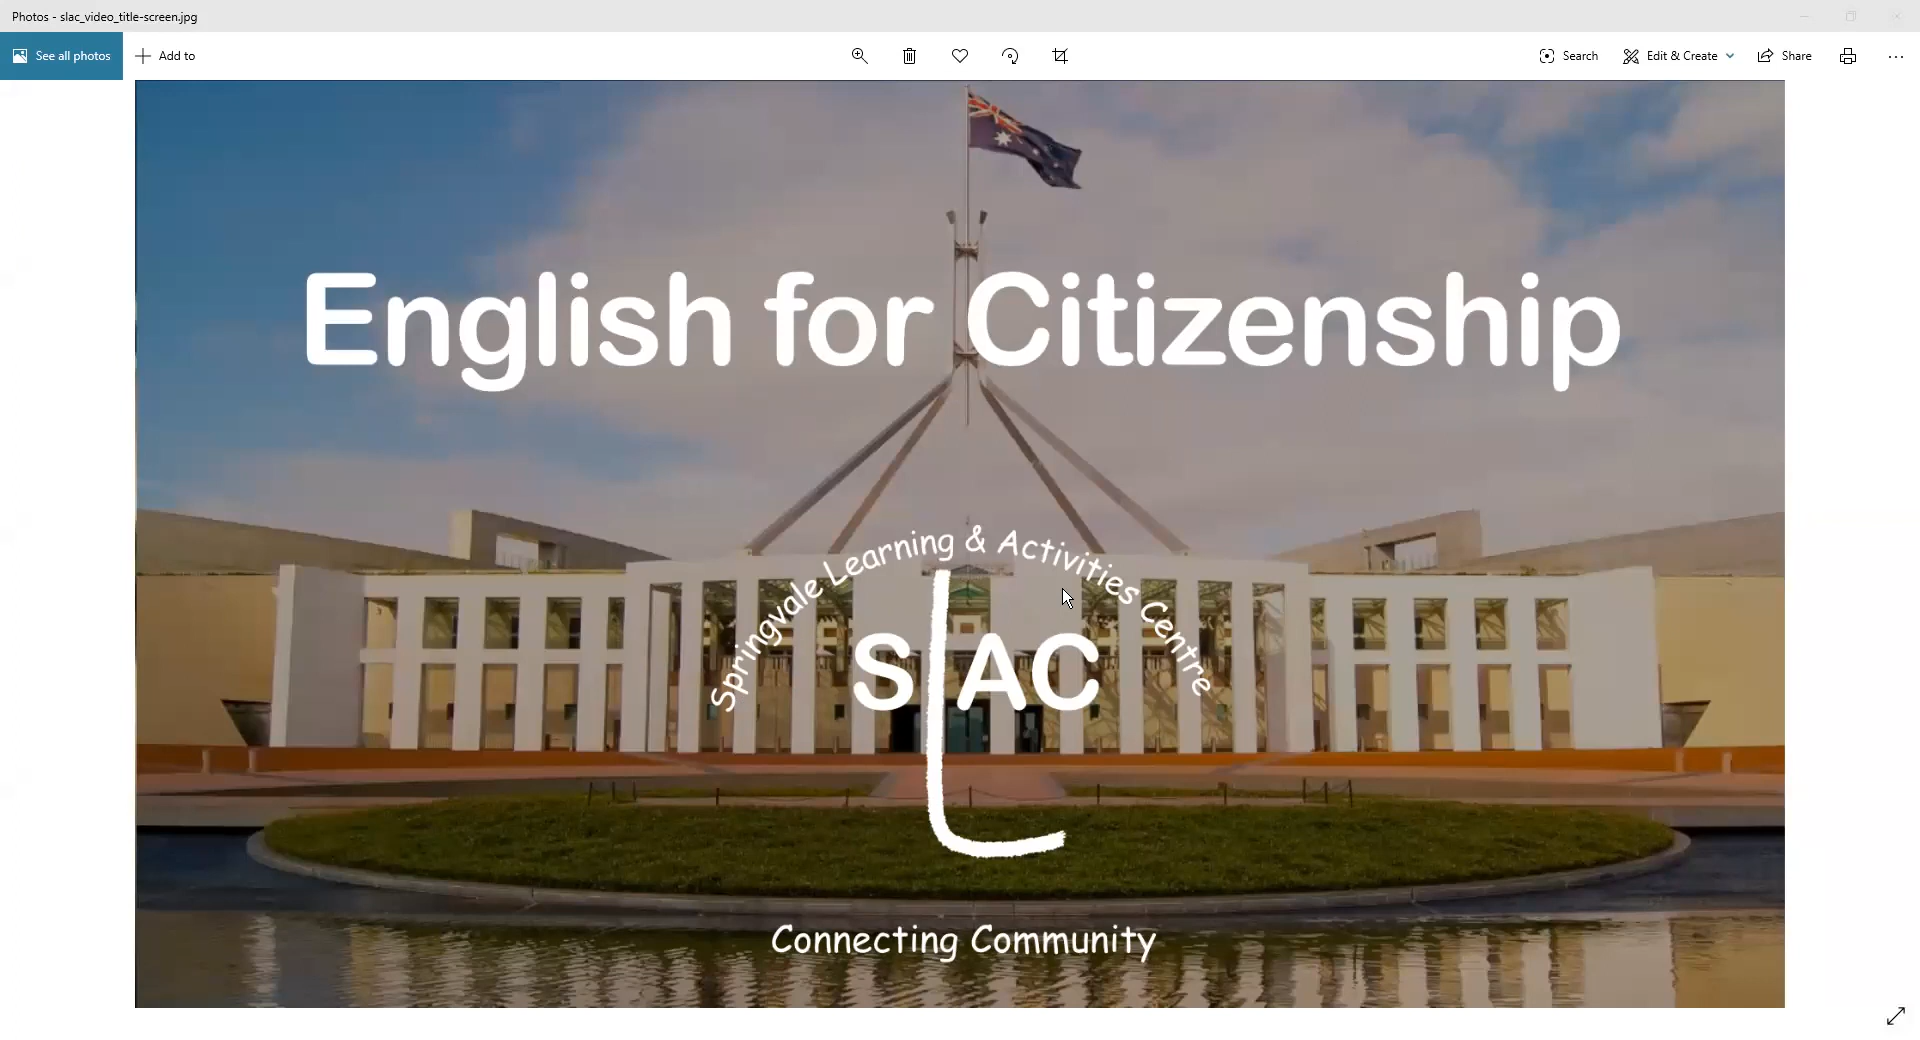 Photos - slac_video_title-screen.jpg
See all photos
Add to
Search
Edit & Create
Share
English for Citizenship
Springvale Learning & Activities Centre
SLAC
Connecting Community